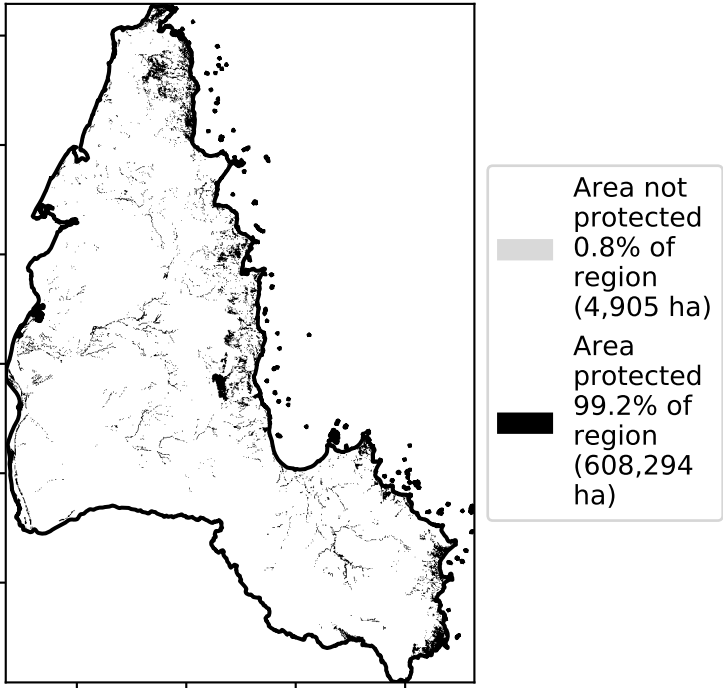 Area not
protected
0.8% of
region
(4,905 ha)
Area
protected
99.2% of
region
(608,294
ha)